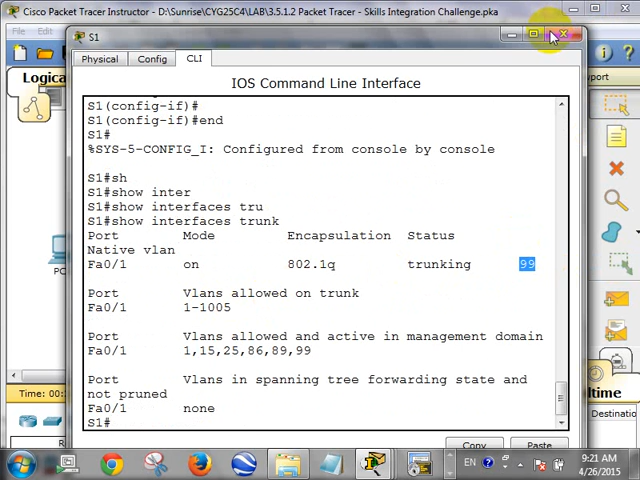 Cisco Packet Tracer Instructor - D:\Sunrise\CYG25C4\LAB\3.5.1.2 Packet Tracer - Skills Integration Challenge.pka
File Edit
S1
Physical Config CLI
Logical
IOS Command Line Interface
S1(config-if)#
S1(config-if)#end
S1#
%SYS-5-CONFIG_I: Configured from console by console
S1#sh
S1#show inter
S1#show interfaces tru
S1#show interfaces trunk
Port Mode Encapsulation Status
Native vlan
Fa0/1 on 802.1q trunking 99
Port Vlans allowed on trunk
Fa0/1 1-1005
Port Vlans allowed and active in management domain
Fa0/1 1,15,25,86,89,99
Port Vlans in spanning tree forwarding state and
not pruned
Fa0/1 none
S1#
Copy Paste
Time: 00:
EN
9:21 AM
4/26/2015